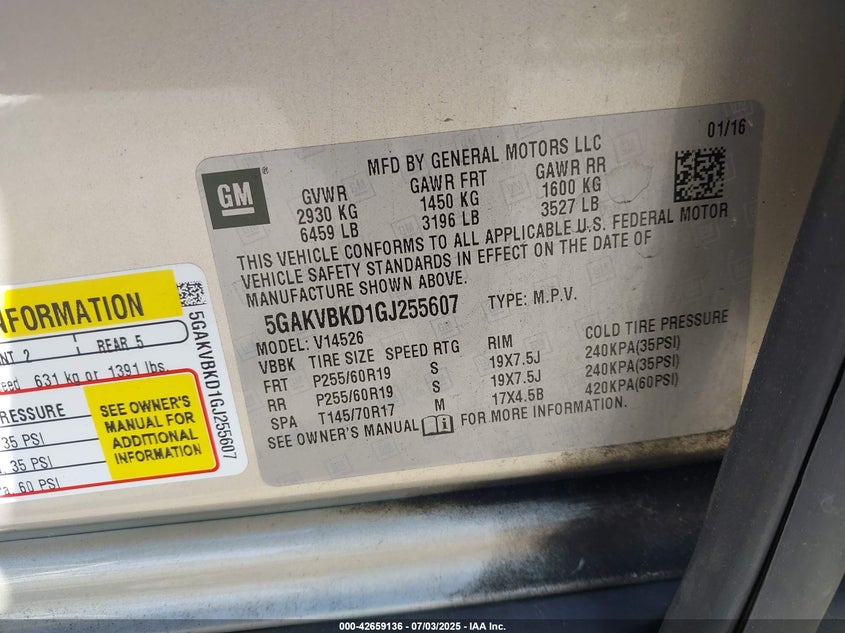 01/16
MFD BY GENERAL MOTORS LLC
GM®
GVWR GAWR FRT GAWR RR
2930 KG 1450 KG 1600 KG
6459 LB 3196 LB 3527 LB
THIS VEHICLE CONFORMS TO ALL APPLICABLE U.S. FEDERAL MOTOR
VEHICLE SAFETY STANDARDS IN EFFECT ON THE DATE OF
MANUFACTURE SHOWN ABOVE.
5GAKVBKD1GJ255607 TYPE: M.P.V.
MODEL: V14526
VBBK TIRE SIZE SPEED RTG RIM COLD TIRE PRESSURE
FRT P255/60R19 S 19X7.5J 240KPA(35PSI)
RR P255/60R19 S 19X7.5J 240KPA(35PSI)
SPA T145/70R17 M 17X4.5B 420KPA(60PSI)
SEE OWNER'S MANUAL FOR MORE INFORMATION.
FORMATION
NT 2 REAR 5
eed 631 kg or 1391 lbs.
PRESSURE
35 PSI
35 PSI
60 PSI
SEE OWNER'S
MANUAL FOR
ADDITIONAL
INFORMATION
5GAKVBKD1GJ255607
000-42659136 - 07/03/2025 - IAA Inc.